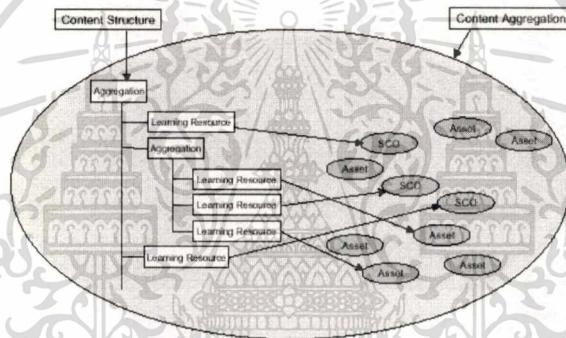 Content Structure
Content Aggregation
Aggregation
Learning Resource
Aggregation
Learning Resource
Learning Resource
Learning Resource
Learning Resource
SCO
Asset
Asset
Asset
SCO
SCO
Asset
Asset
Asset
Asset